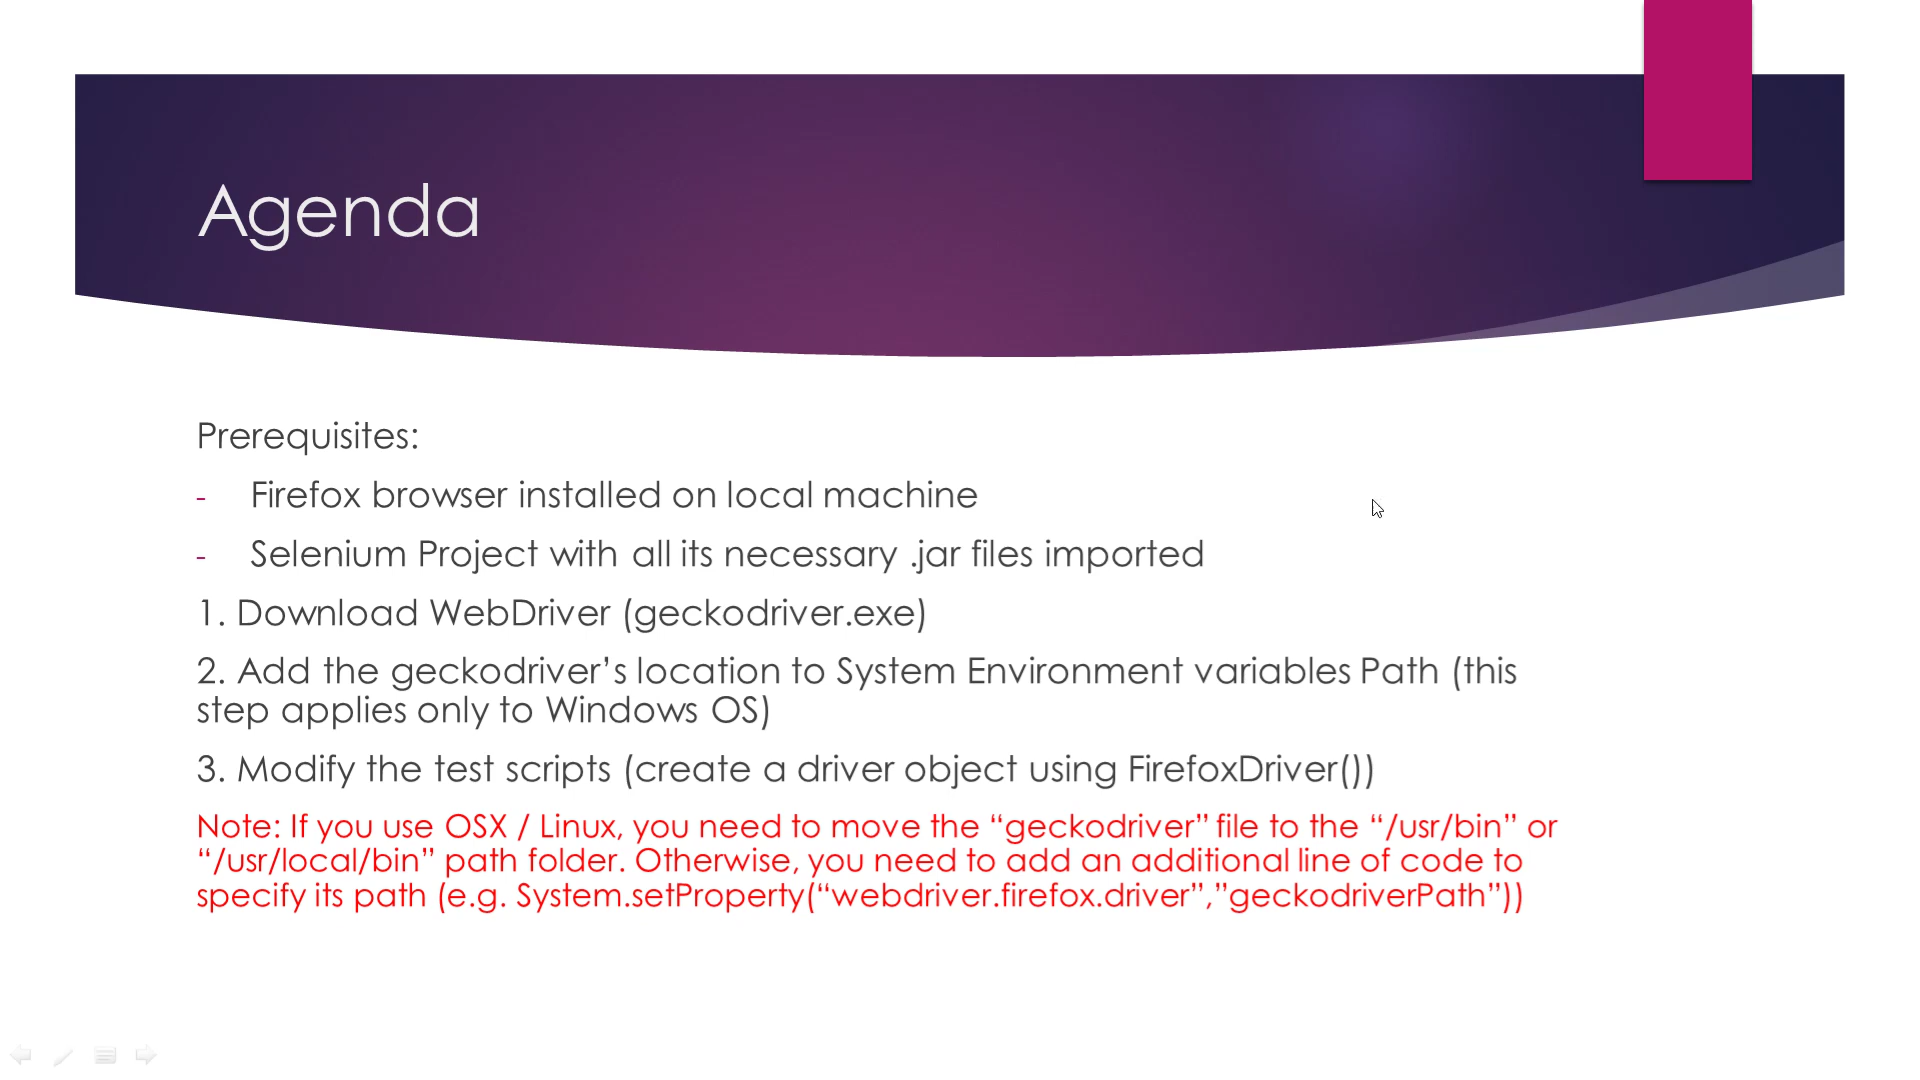 Agenda
Prerequisites:
- Firefox browser installed on local machine
- Selenium Project with all its necessary .jar files imported
1. Download WebDriver (geckodriver.exe)
2. Add the geckodriver’s location to System Environment variables Path (this
step applies only to Windows OS)
3. Modify the test scripts (create a driver object using FirefoxDriver())
Note: If you use OSX / Linux, you need to move the “geckodriver” file to the “/usr/bin” or
“/usr/local/bin” path folder. Otherwise, you need to add an additional line of code to
specify its path (e.g. System.setProperty(“webdriver.firefox.driver”,”geckodriverPath”))